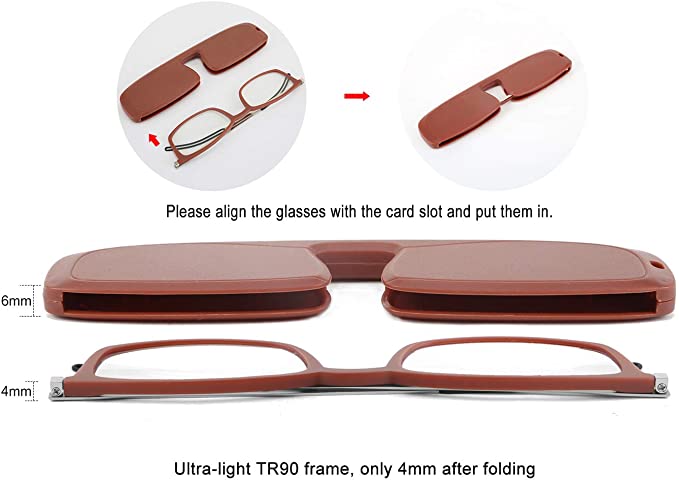 Please align the glasses with the card slot and put them in.
6mm
4mm
Ultra-light TR90 frame, only 4mm after folding